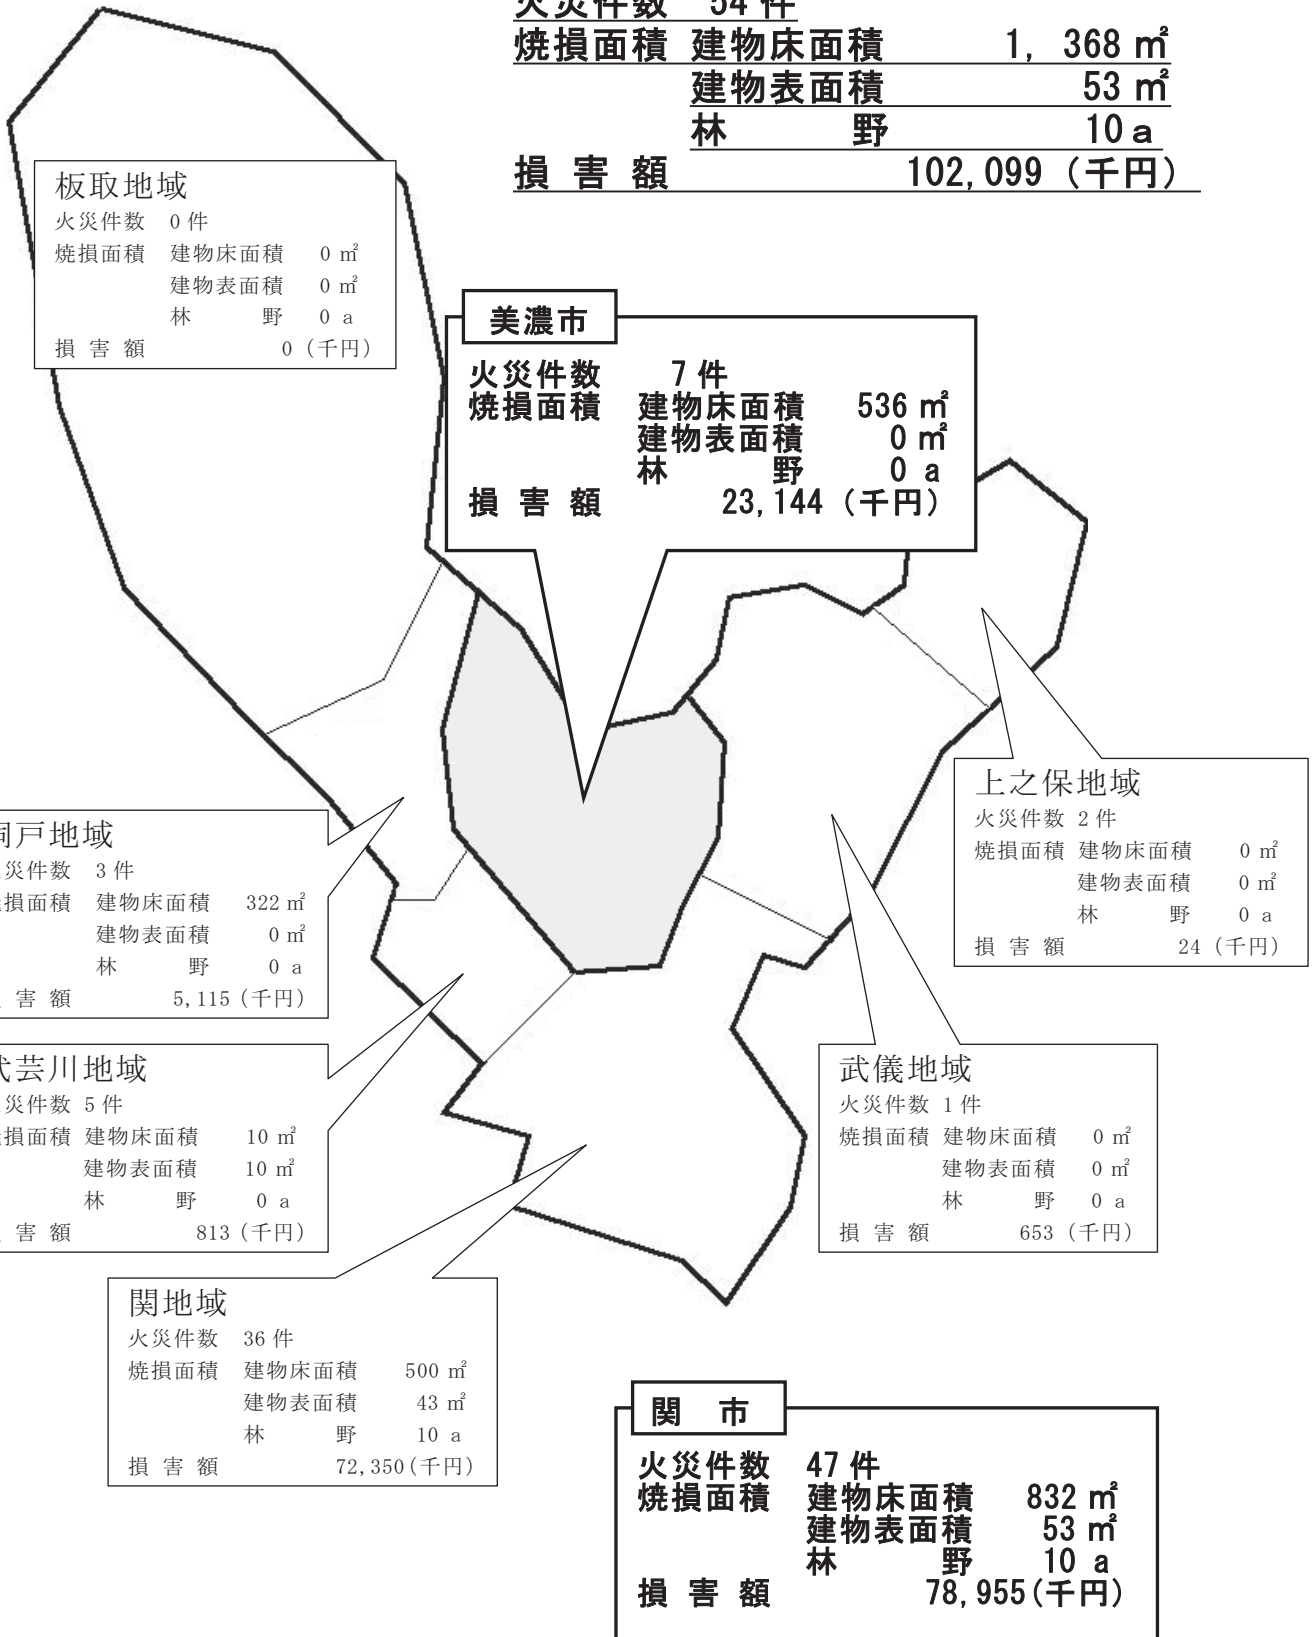 火災件数 54 件
焼損面積 建物床面積 1, 368 ㎡
建物表面積 53 ㎡
林 野 10 a
損 害 額 102,099 (千円)
板取地域
火災件数 0 件
焼損面積 建物床面積 0 ㎡
建物表面積 0 ㎡
林 野 0 a
損 害 額 0 (千円)
美濃市
火災件数 7 件
焼損面積 建物床面積 536 ㎡
建物表面積 0 ㎡
林 野 0 a
損 害 額 23,144 (千円)
上之保地域
火災件数 2 件
焼損面積 建物床面積 0 ㎡
建物表面積 0 ㎡
林 野 0 a
損 害 額 24 (千円)
戸地域
災件数 3 件
損面積 建物床面積 322 ㎡
建物表面積 0 ㎡
林 野 0 a
害 額 5,115 (千円)
芸川地域
災件数 5 件
損面積 建物床面積 10 ㎡
建物表面積 10 ㎡
林 野 0 a
害 額 813 (千円)
武儀地域
火災件数 1 件
焼損面積 建物床面積 0 ㎡
建物表面積 0 ㎡
林 野 0 a
損 害 額 653 (千円)
関地域
火災件数 36 件
焼損面積 建物床面積 500 ㎡
建物表面積 43 ㎡
林 野 10 a
損 害 額 72,350(千円)
関 市
火災件数 47 件
焼損面積 建物床面積 832 ㎡
建物表面積 53 ㎡
林 野 10 a
損 害 額 78,955(千円)